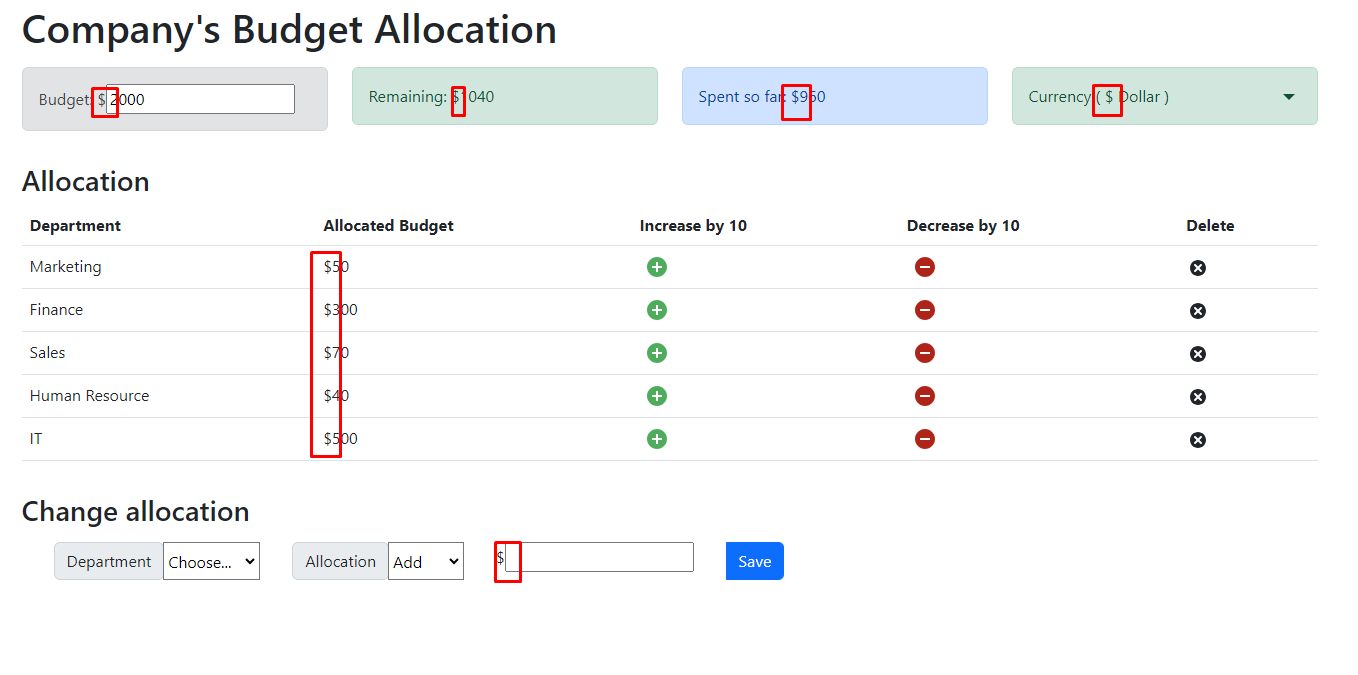 Company's Budget Allocation
Budget: $ 2000
Remaining: $1040
Spent so far: $960
Currency ( $ Dollar )
Allocation
Department Allocated Budget Increase by 10 Decrease by 10 Delete
Marketing $50
Finance $300
Sales $70
Human Resource $40
IT $500
Change allocation
Department Choose... Allocation Add $ Save